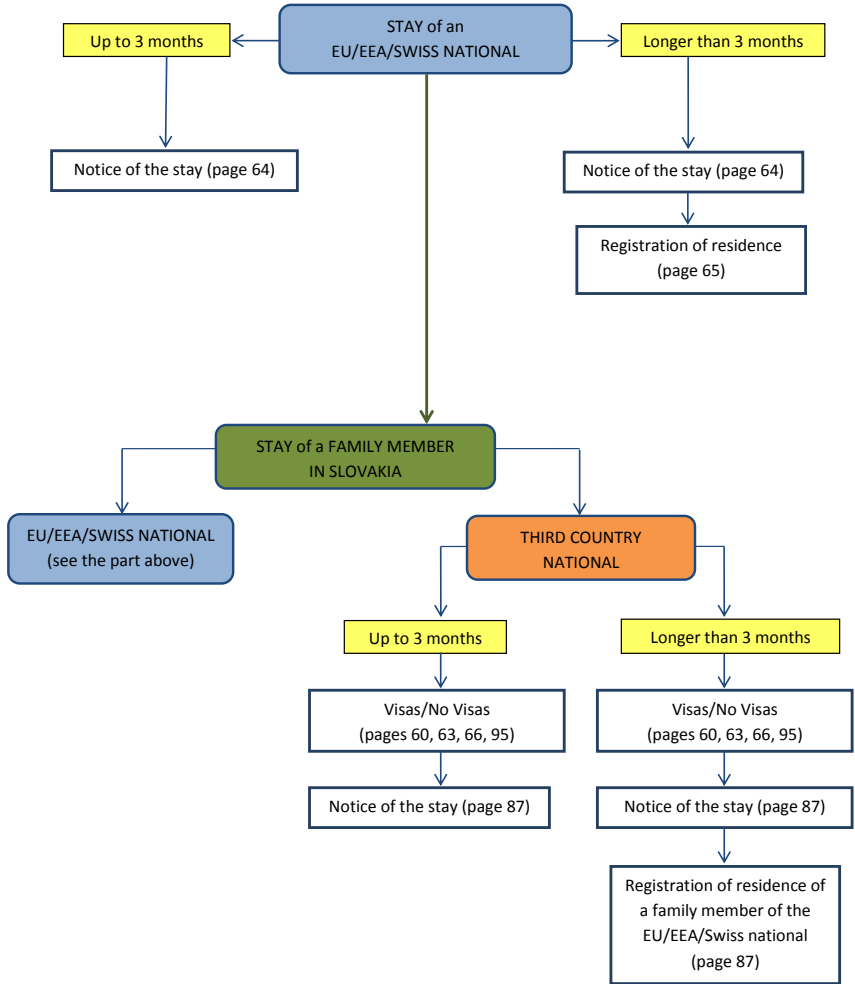 STAY of an
EU/EEA/SWISS NATIONAL
Up to 3 months
Longer than 3 months
Notice of the stay (page 64)
Notice of the stay (page 64)
Registration of residence
(page 65)
STAY of a FAMILY MEMBER
IN SLOVAKIA
EU/EEA/SWISS NATIONAL
(see the part above)
THIRD COUNTRY
NATIONAL
Up to 3 months
Longer than 3 months
Visas/No Visas
(pages 60, 63, 66, 95)
Visas/No Visas
(pages 60, 63, 66, 95)
Notice of the stay (page 87)
Notice of the stay (page 87)
Registration of residence of
a family member of the
EU/EEA/Swiss national
(page 87)